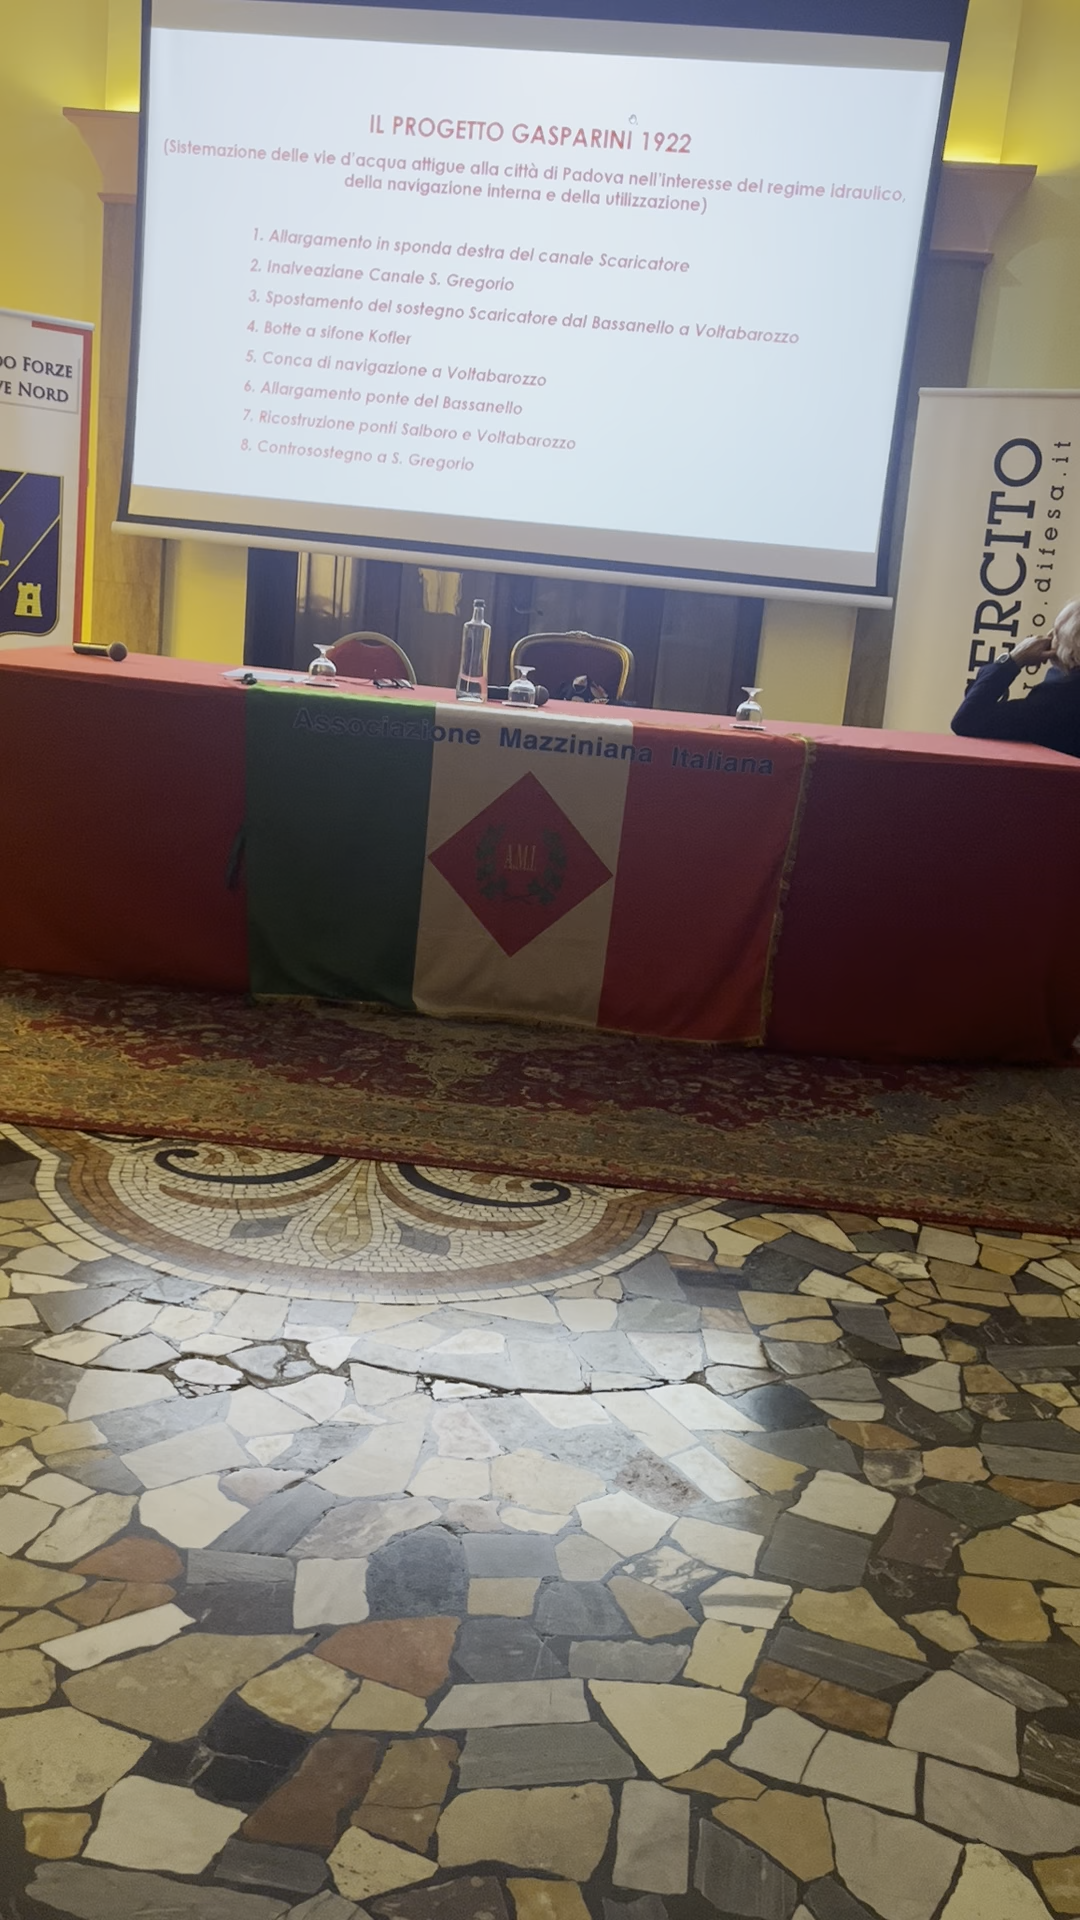 IL PROGETTO GASPARINI 1922
(Sistemazione delle vie d'acqua attigue alla città di Padova nell'interesse del regime idraulico,
della navigazione interna e della utilizzazione)
1. Allargamento in sponda destra del canale Scaricatore
2. Inalveaziane Canale S. Gregorio
3. Spostamento del sostegno Scaricatore dal Bassanello a Voltabarozzo
4. Botte a sifone Kofler
5. Conca di navigazione a Voltabarozzo
6. Allargamento ponte del Bassanello
7. Ricostruzione ponti Salboro e Voltabarozzo
8. Controsostegno a S. Gregorio
DO FORZE
VE NORD
ERCITO
o.difesa.it
Associazione Mazziniana Italiana
A.M.I.